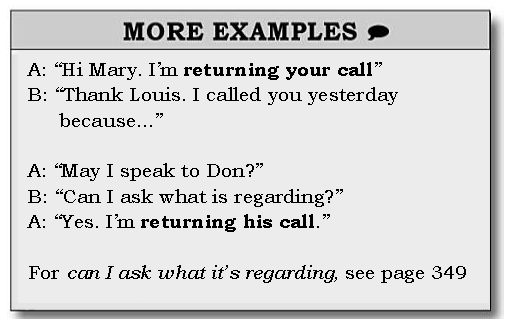 MORE EXAMPLES
A: “Hi Mary. I’m returning your call”
B: “Thank Louis. I called you yesterday
because...”
A: “May I speak to Don?”
B: “Can I ask what is regarding?”
A: “Yes. I’m returning his call.”
For can I ask what it’s regarding, see page 349